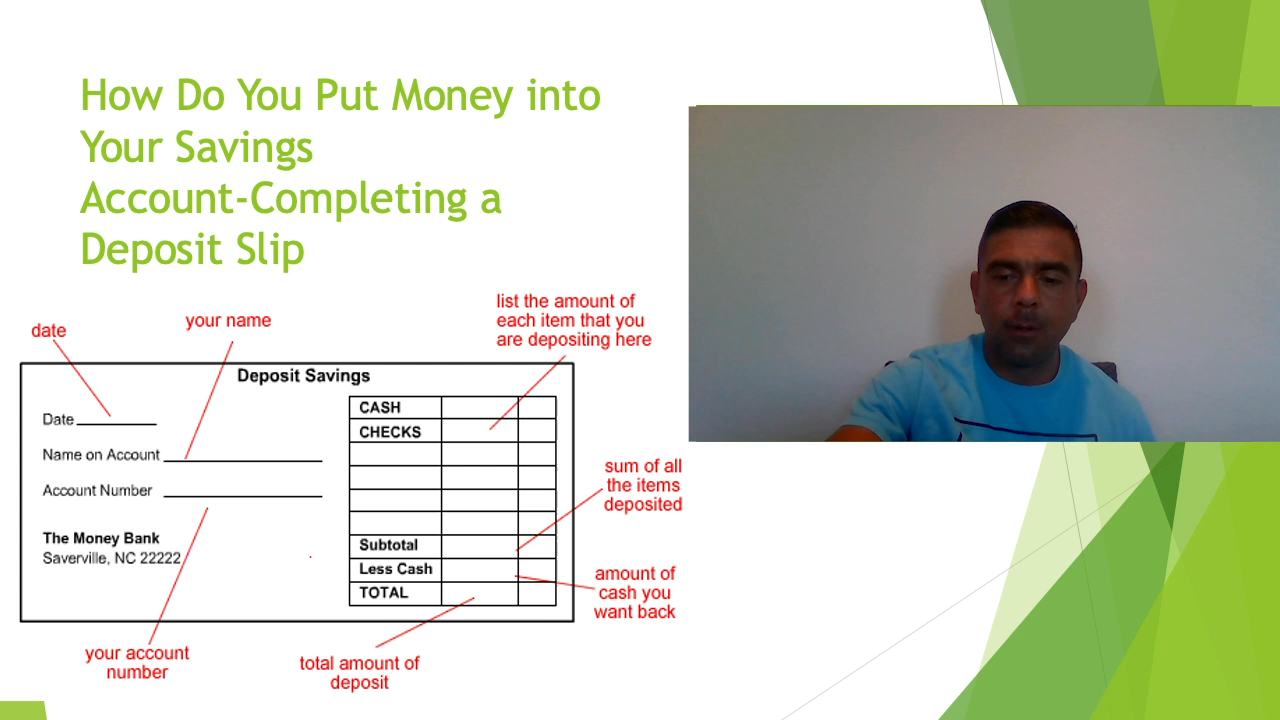 How Do You Put Money into
Your Savings
Account-Completing a
Deposit Slip
list the amount of
each item that you
are depositing here
your name
date
Deposit Savings
Date
Name on Account
Account Number
The Money Bank
Saverville, NC 22222
CASH
CHECKS
Subtotal
Less Cash
TOTAL
sum of all
the items
deposited
amount of
cash you
want back
your account
number
total amount of
deposit